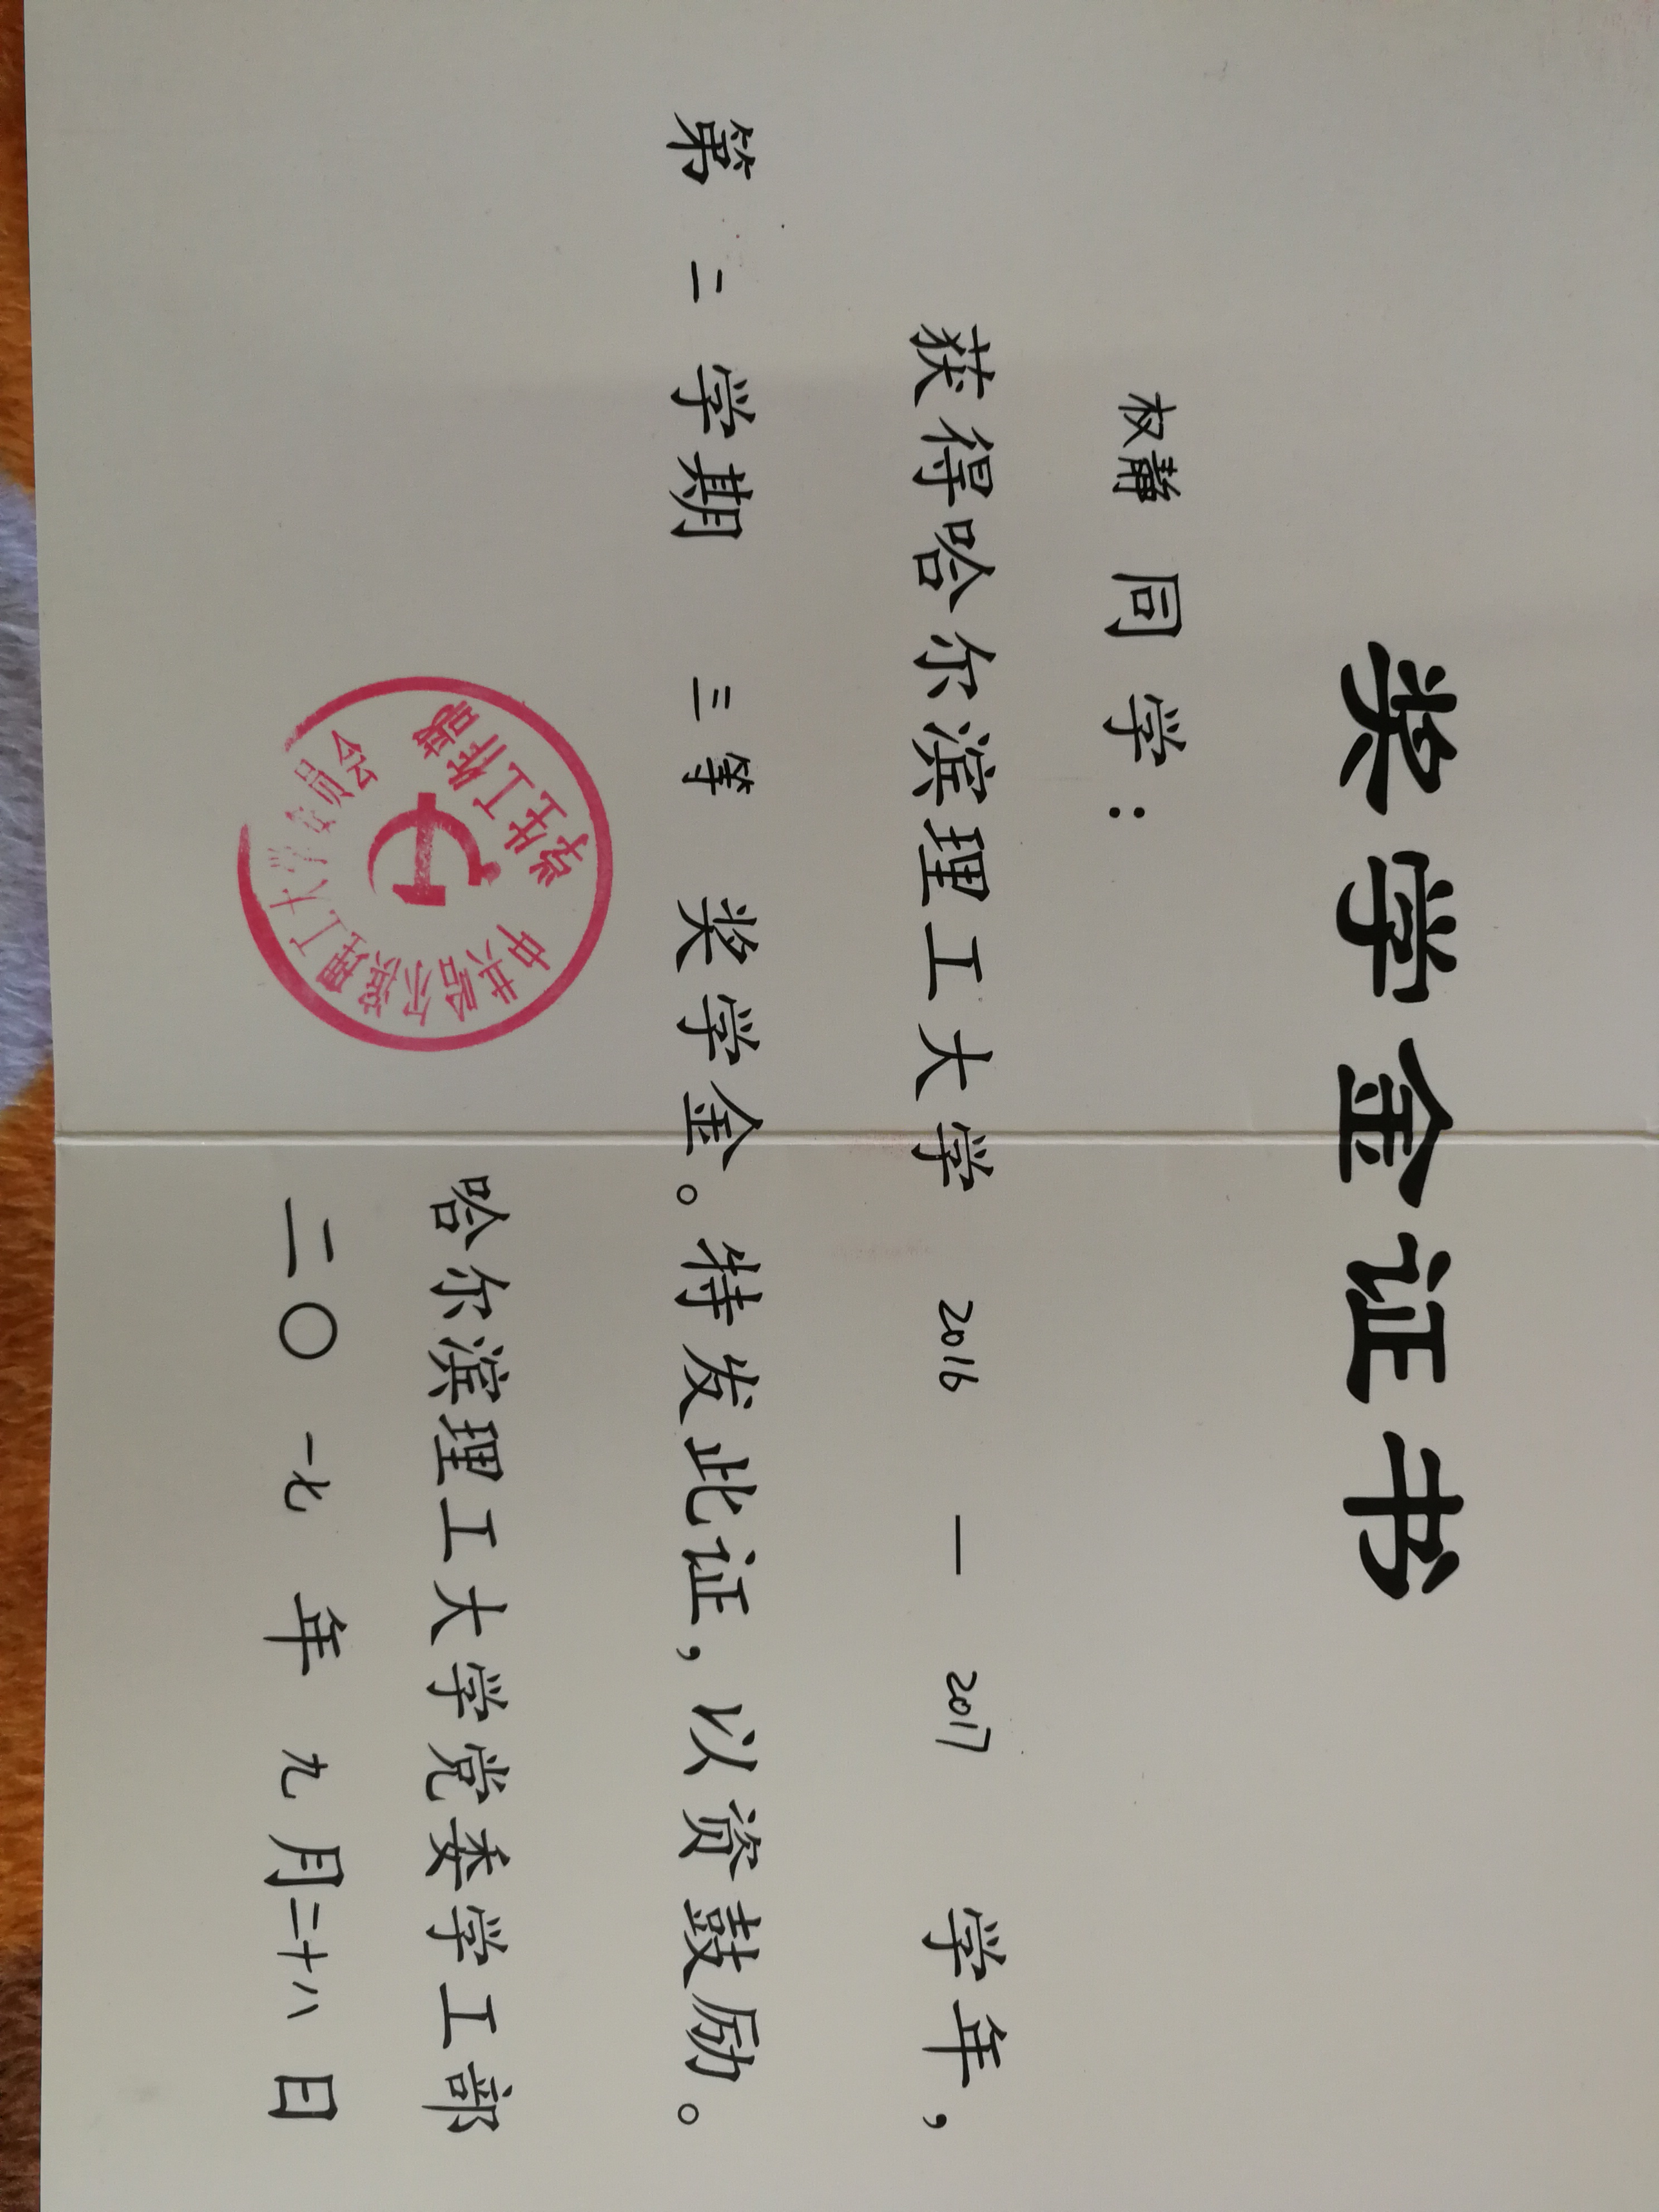 奖学金证书
权静 同学：
获得哈尔滨理工大学 2016 — 2017 学年，
第 二 学期 三等 奖学金。特发此证，以资鼓励。
哈尔滨理工大学党委学工部
二〇一七年九月二十八日
中共哈尔滨理工大学委员会
学生工作部